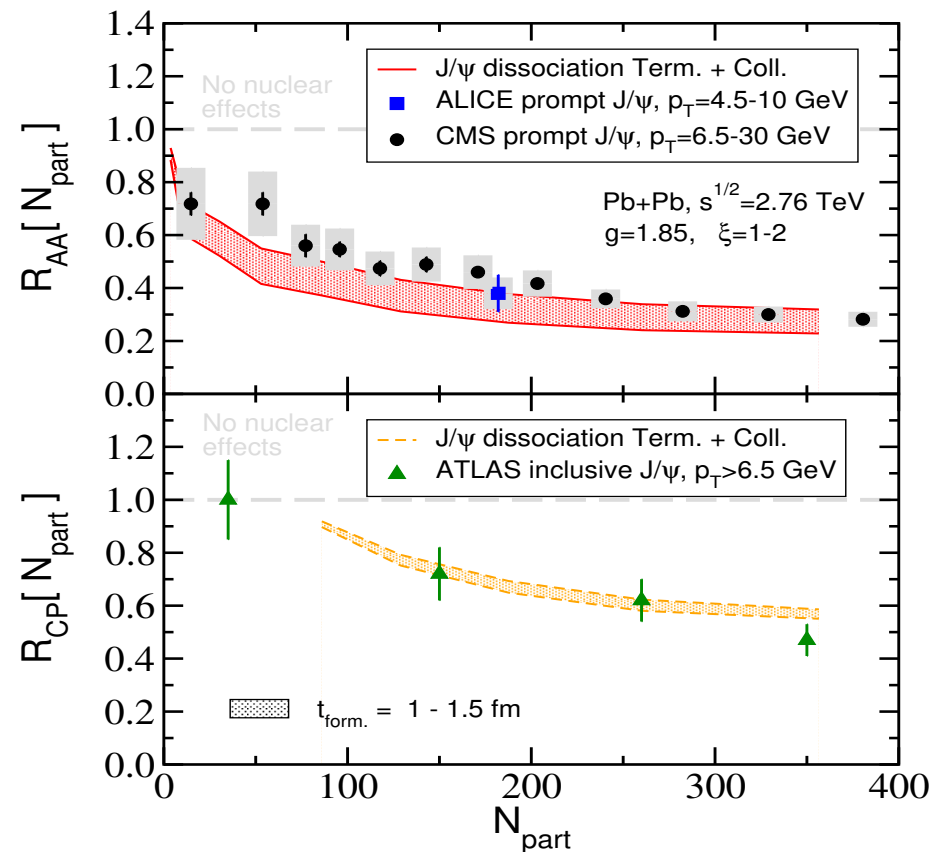 1.4
1.2
1.0
0.8
0.6
0.4
0.2
0.0
R_AA[ N_part]
No nuclear
effects
J/ψ dissociation Term. + Coll.
ALICE prompt J/ψ, p_T=4.5-10 GeV
CMS prompt J/ψ, p_T=6.5-30 GeV
Pb+Pb, s^1/2=2.76 TeV
g=1.85, ξ=1-2
1.2
1.0
0.8
0.6
0.4
0.2
0.0
R_CP[ N_part]
No nuclear
effects
J/ψ dissociation Term. + Coll.
ATLAS inclusive J/ψ, p_T>6.5 GeV
t_form. = 1 - 1.5 fm
0 100 200 300 400
N_part